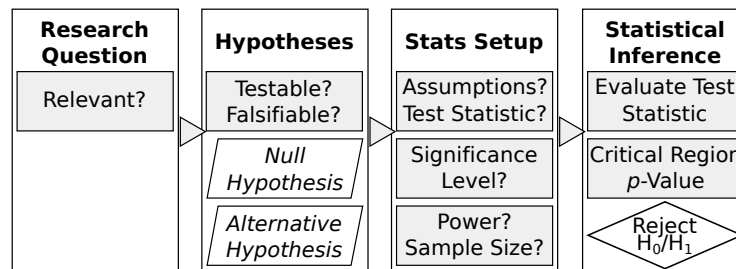 Research
Question
Relevant?
Hypotheses
Testable?
Falsifiable?
Null
Hypothesis
Alternative
Hypothesis
Stats Setup
Assumptions?
Test Statistic?
Significance
Level?
Power?
Sample Size?
Statistical
Inference
Evaluate Test
Statistic
Critical Region
p-Value
Reject
H₀/H₁